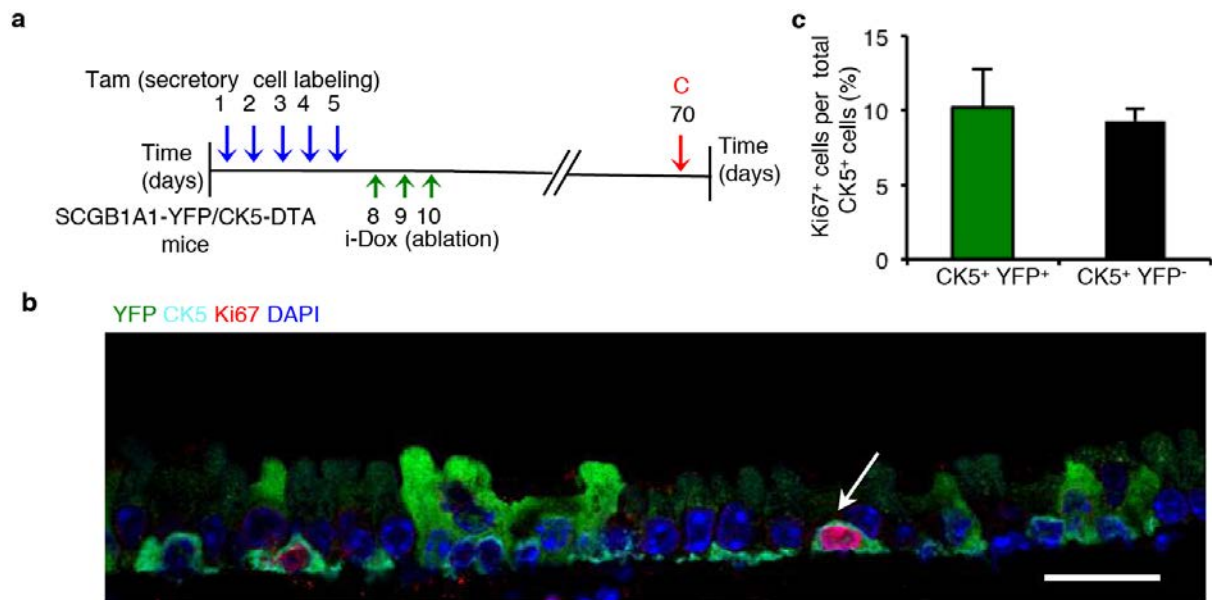 a
Tam (secretory cell labeling)
1 2 3 4 5
C
70
Time
(days)
Time
(days)
8 9 10
i-Dox (ablation)
SCGB1A1-YFP/CK5-DTA
mice
c
Ki67⁺ cells per total
CK5⁺ cells (%)
15
10
5
0
CK5⁺ YFP⁺ CK5⁺ YFP⁻
b
YFP CK5 Ki67 DAPI